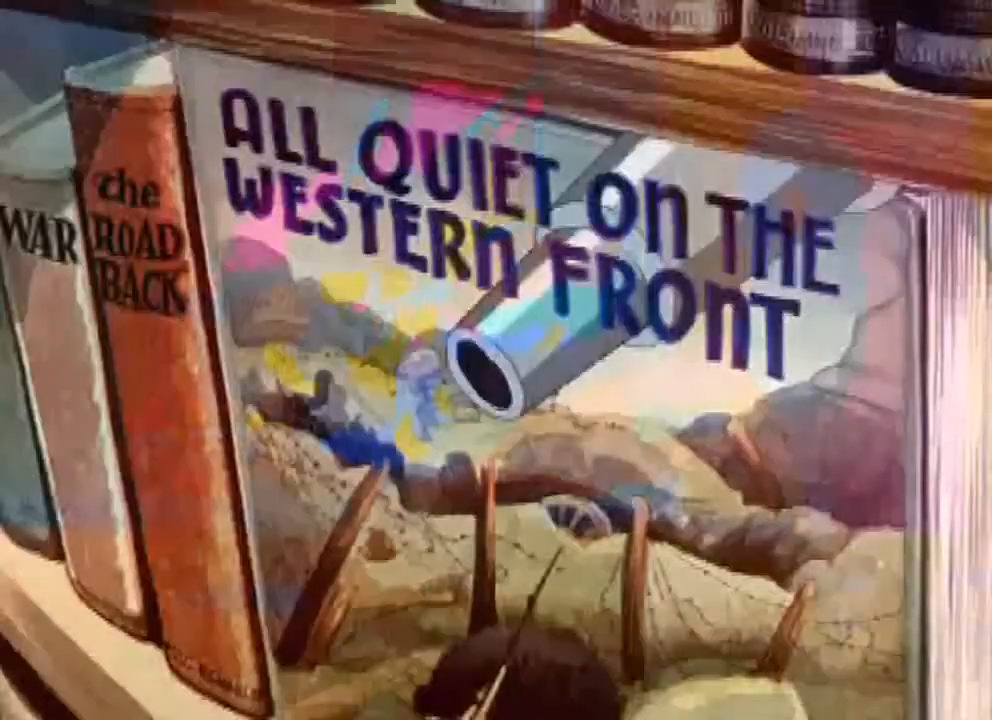 ALL QUIET ON THE
WESTERN FRONT
the
ROAD
BACK
WAR